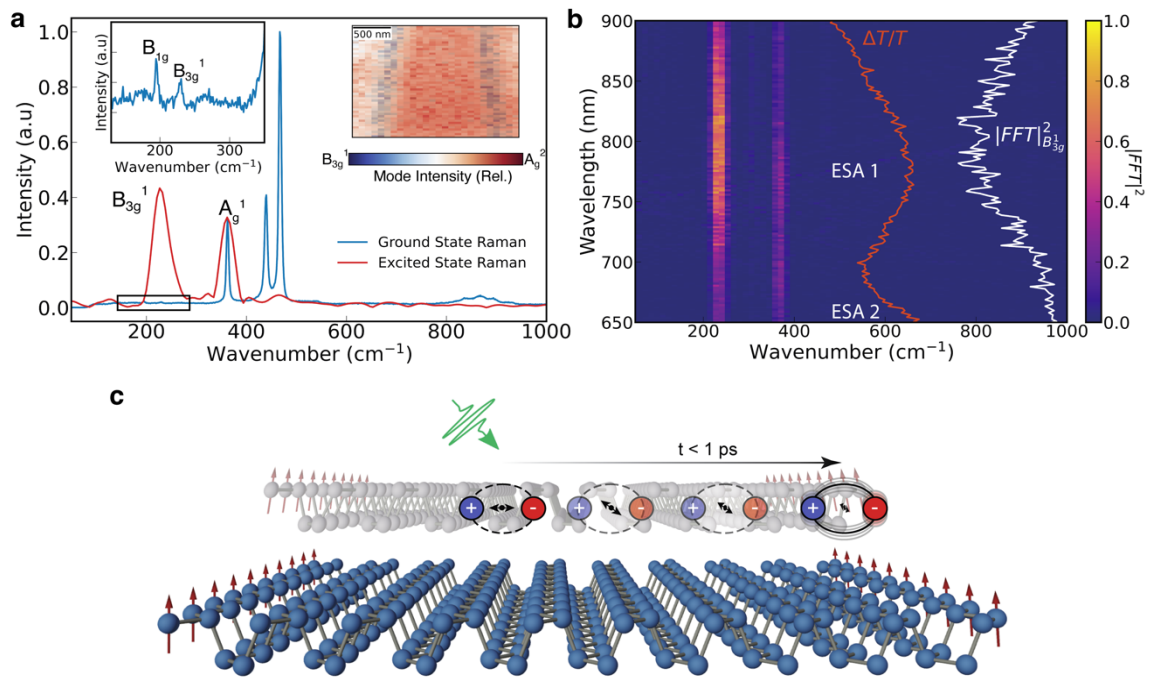 a
1.0
0.8
0.6
0.4
0.2
0.0
Intensity (a.u)
200
400
600
800
1000
Wavenumber (cm⁻¹)
Intensity (a.u)
B₁g
B₃g¹
200
300
Wavenumber (cm⁻¹)
500 nm
B₃g¹
Ag²
Mode Intensity (Rel.)
B₃g¹
Ag¹
Ground State Raman
Excited State Raman
b
900
850
800
750
700
650
Wavelength (nm)
ΔT/T
|FFT|²B¹₃g
ESA 1
ESA 2
200
400
600
800
1000
Wavenumber (cm⁻¹)
1.0
0.8
0.6
0.4
0.2
0.0
|FFT|²
c
t < 1 ps
+
-
+
-
+
-
+
-